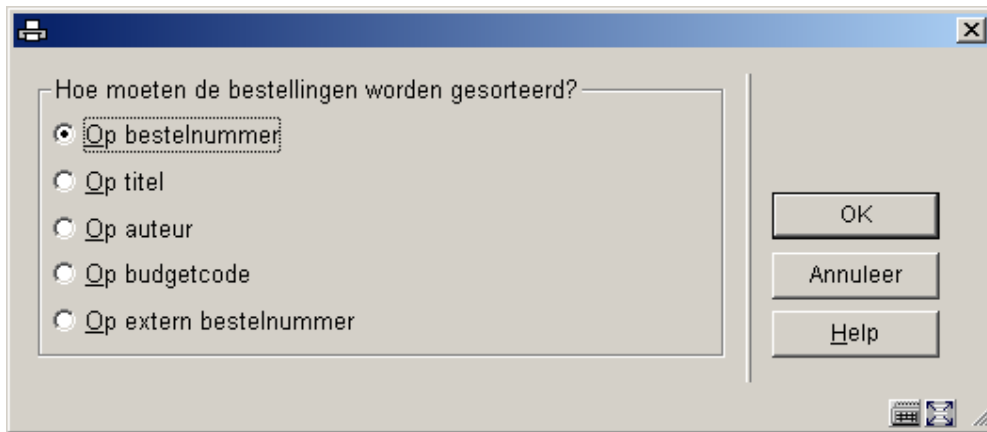 Hoe moeten de bestellingen worden gesorteerd?
Op bestelnummer
Op titel
Op auteur
Op budgetcode
Op extern bestelnummer
OK
Annuleer
Help